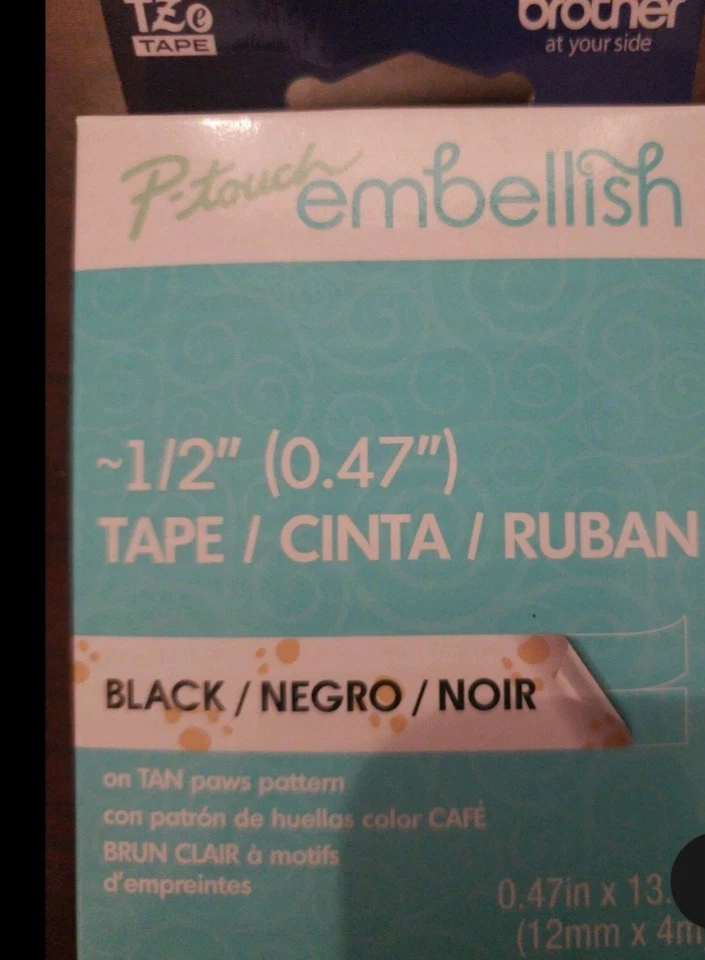 TZe
TAPE
brother
at your side
P-touch embellish
~1/2" (0.47")
TAPE / CINTA / RUBAN
BLACK / NEGRO / NOIR
on TAN paws pattern
con patrón de huellas color CAFÉ
BRUN CLAIR à motifs
d'empreintes
0.47in x 13.
(12mm x 4m